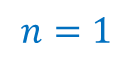 n = 1